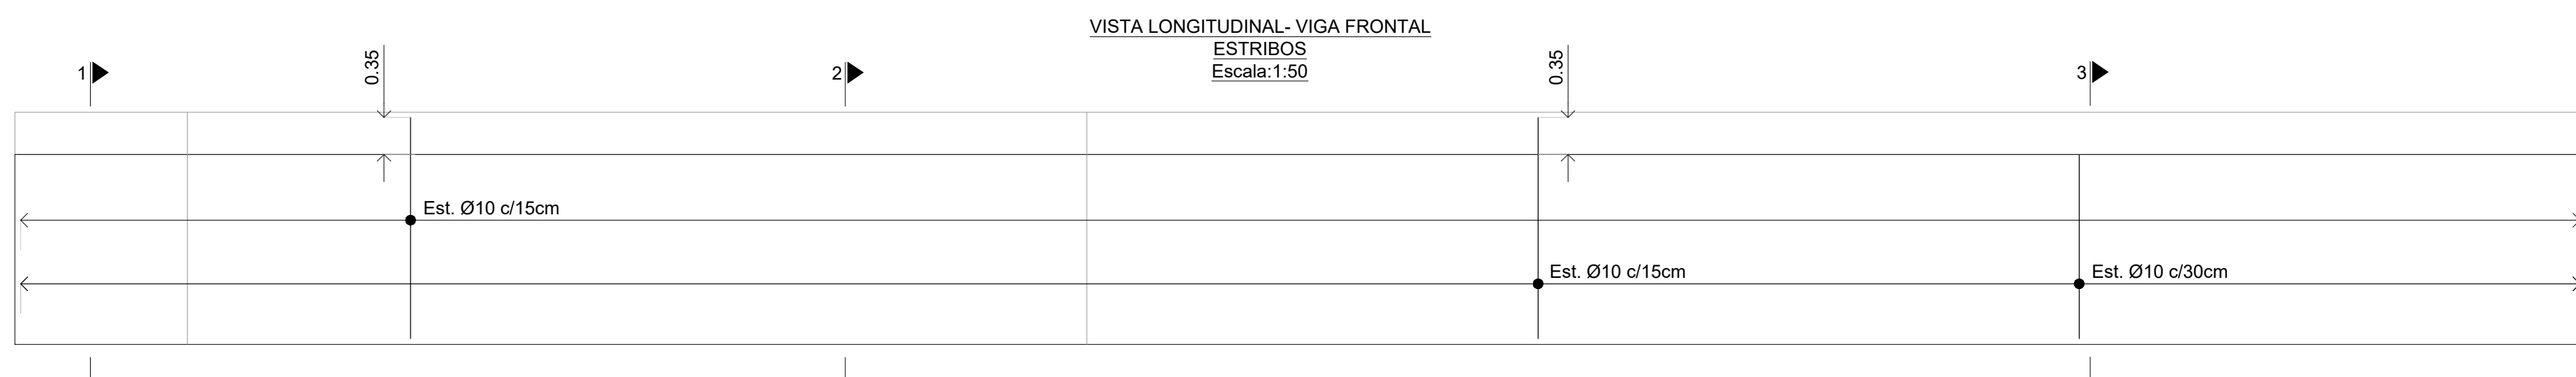 VISTA LONGITUDINAL- VIGA FRONTAL
ESTRIBOS
Escala:1:50
1
0.35
2
0.35
3
Est. Ø10 c/15cm
Est. Ø10 c/15cm
Est. Ø10 c/30cm